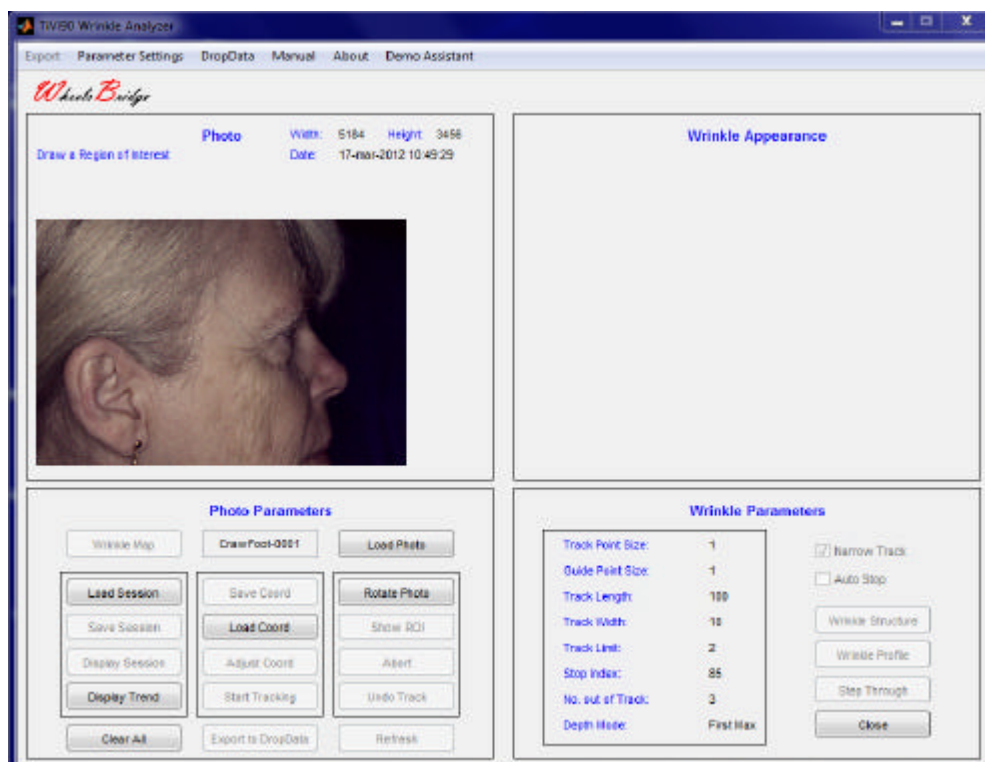 TiVi90 Wrinkle Analyzer
Export Parameter Settings DropData Manual About Demo Assistant
Wheels Bridge
Photo Width: 5184 Height: 3456
Draw a Region of Interest Date: 17-mar-2012 10:49:29
Wrinkle Appearance
Photo Parameters
Wrinkle Map CrawFoot-0001 Load Photo
Load Session Save Coord Rotate Photo
Save Session Load Coord Show ROI
Display Session Adjust Coord Abort
Display Trend Start Tracking Undo Track
Clear All Export to DropData Refresh
Wrinkle Parameters
Track Point Size: 1
Guide Point Size: 1
Track Length: 100
Track Width: 10
Track Limit: 2
Stop Index: 85
No. out of Track: 3
Depth Mode: First Max
Narrow Track
Auto Stop
Wrinkle Structure
Wrinkle Profile
Step Through
Close